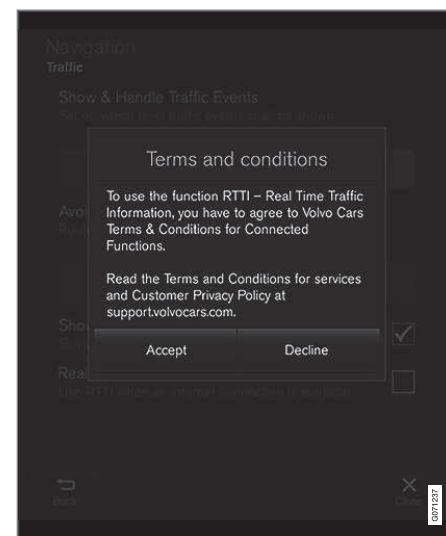 Navigation
Traffic
Show & Handle Traffic Events
Terms and conditions
To use the function RTTI – Real Time Traffic
Information, you have to agree to Volvo Cars
Terms & Conditions for Connected
Functions.
Read the Terms and Conditions for services
and Customer Privacy Policy at
support.volvocars.com.
Accept
Decline
Back
Close
G071237